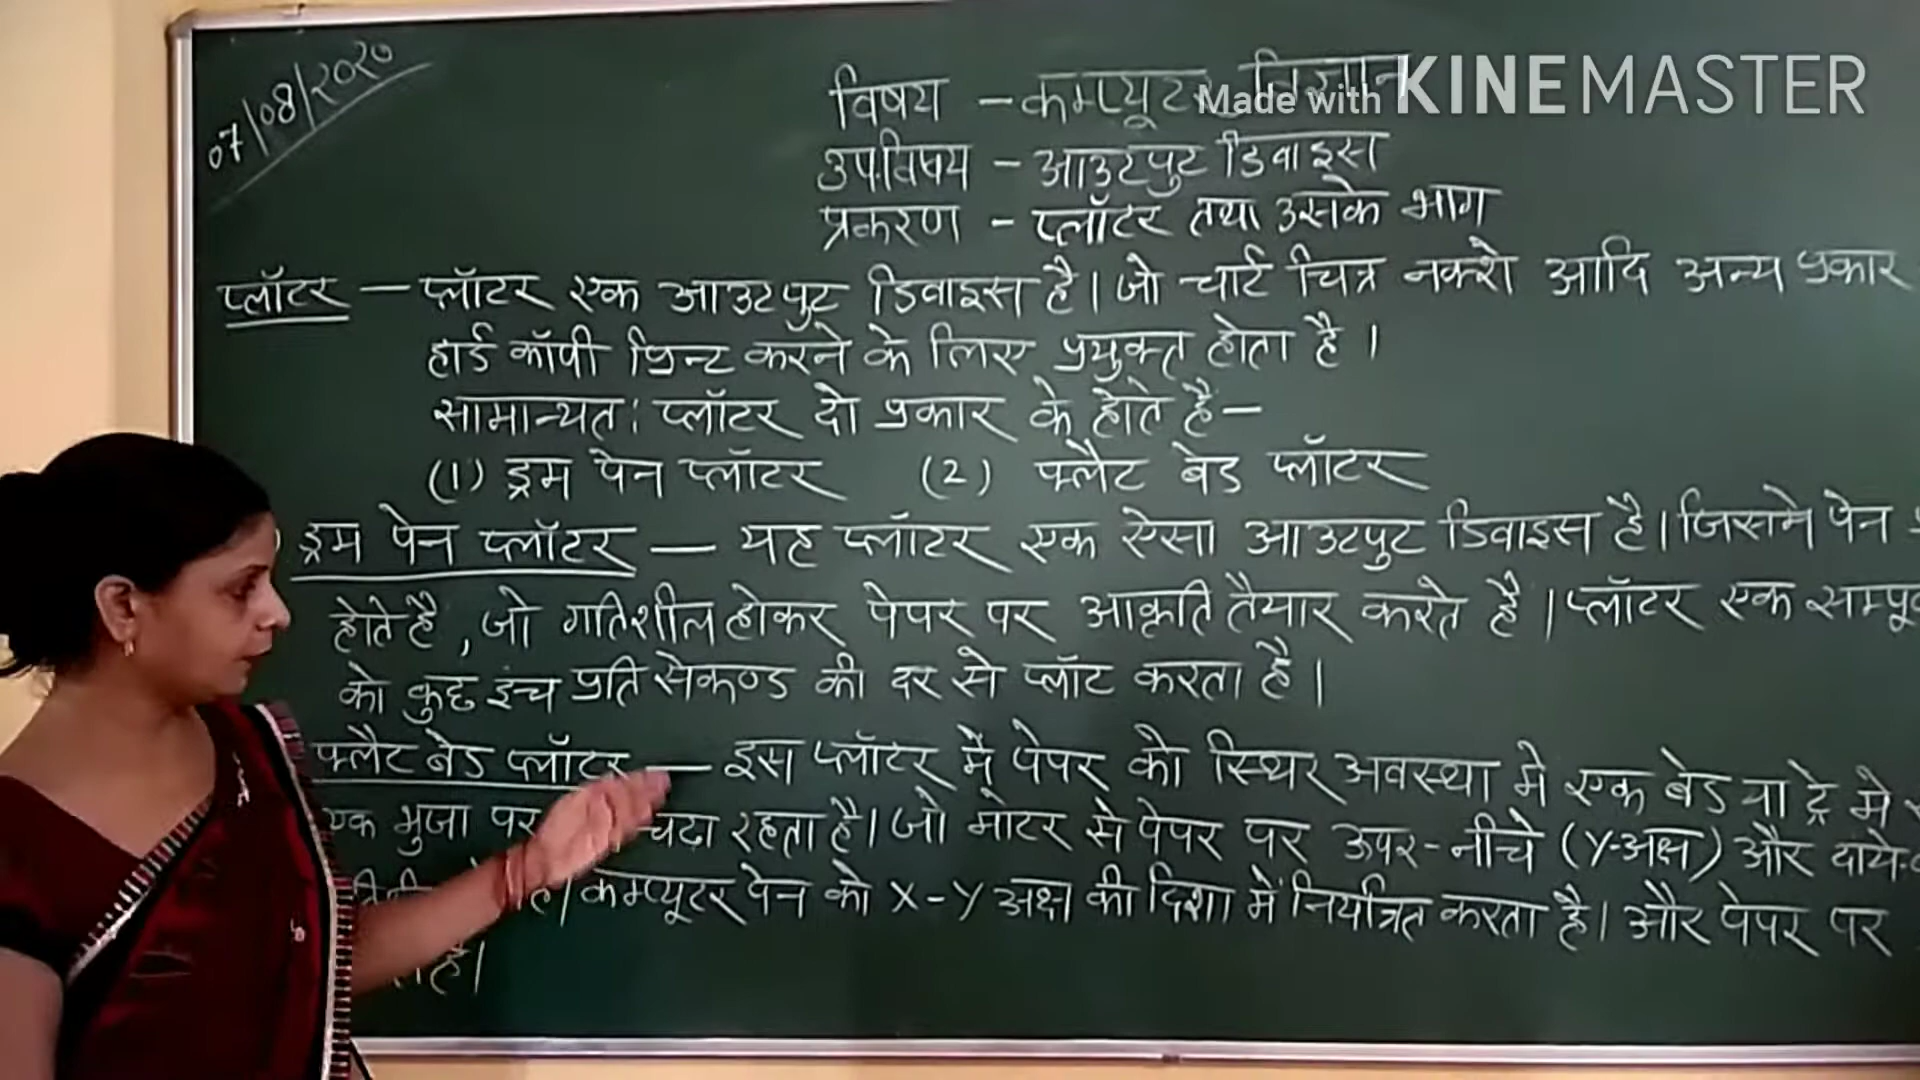 ०७/०8/२०२०
विषय - कम्प्यूटर विज्ञान
Made with KINEMASTER
उपविषय - आउटपुट डिवाइस
प्रकरण - प्लॉटर तथा उसके भाग
प्लॉटर — प्लॉटर एक आउटपुट डिवाइस है। जो चार्ट चित्र नक्शे आदि अन्य प्रकार
हार्ड कॉपी प्रिन्ट करने के लिए प्रयुक्त होता है।
सामान्यत: प्लॉटर दो प्रकार के होते है—
(1) ड्रम पेन प्लॉटर (2) फ्लैट बेड प्लॉटर
ड्रम पेन प्लॉटर — यह प्लॉटर एक ऐसा आउटपुट डिवाइस है। जिसमे पेन
होते है, जो गतिशील होकर पेपर पर आकृति तैयार करते है। प्लॉटर एक
को कुछ इंच प्रति सेकण्ड की दर से प्लॉट करता है।
फ्लैट बेड प्लॉटर — इस प्लॉटर में पेपर को स्थिर अवस्था मे एक बेड या ट्रे मे
एक भुजा पर चढा रहता है। जो मोटर से पेपर पर ऊपर-नीचे (Y-अक्ष) और दाये-
कम्प्यूटर पेन को X-Y अक्ष की दिशा में नियंत्रित करता है। और पेपर पर
है।